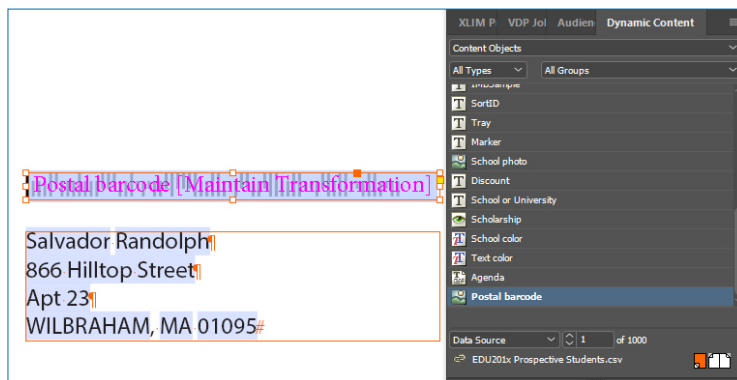 XLIM P VDP Jol Audien Dynamic Content
Content Objects
All Types All Groups
IMBSample
SortID
Tray
Marker
School photo
Discount
School or University
Scholarship
School color
Text color
Agenda
Postal barcode
Data Source 1 of 1000
EDU201x Prospective Students.csv
Postal barcode [Maintain Transformation]
Salvador Randolph¶
866 Hilltop Street¶
Apt 23¶
WILBRAHAM, MA 01095#